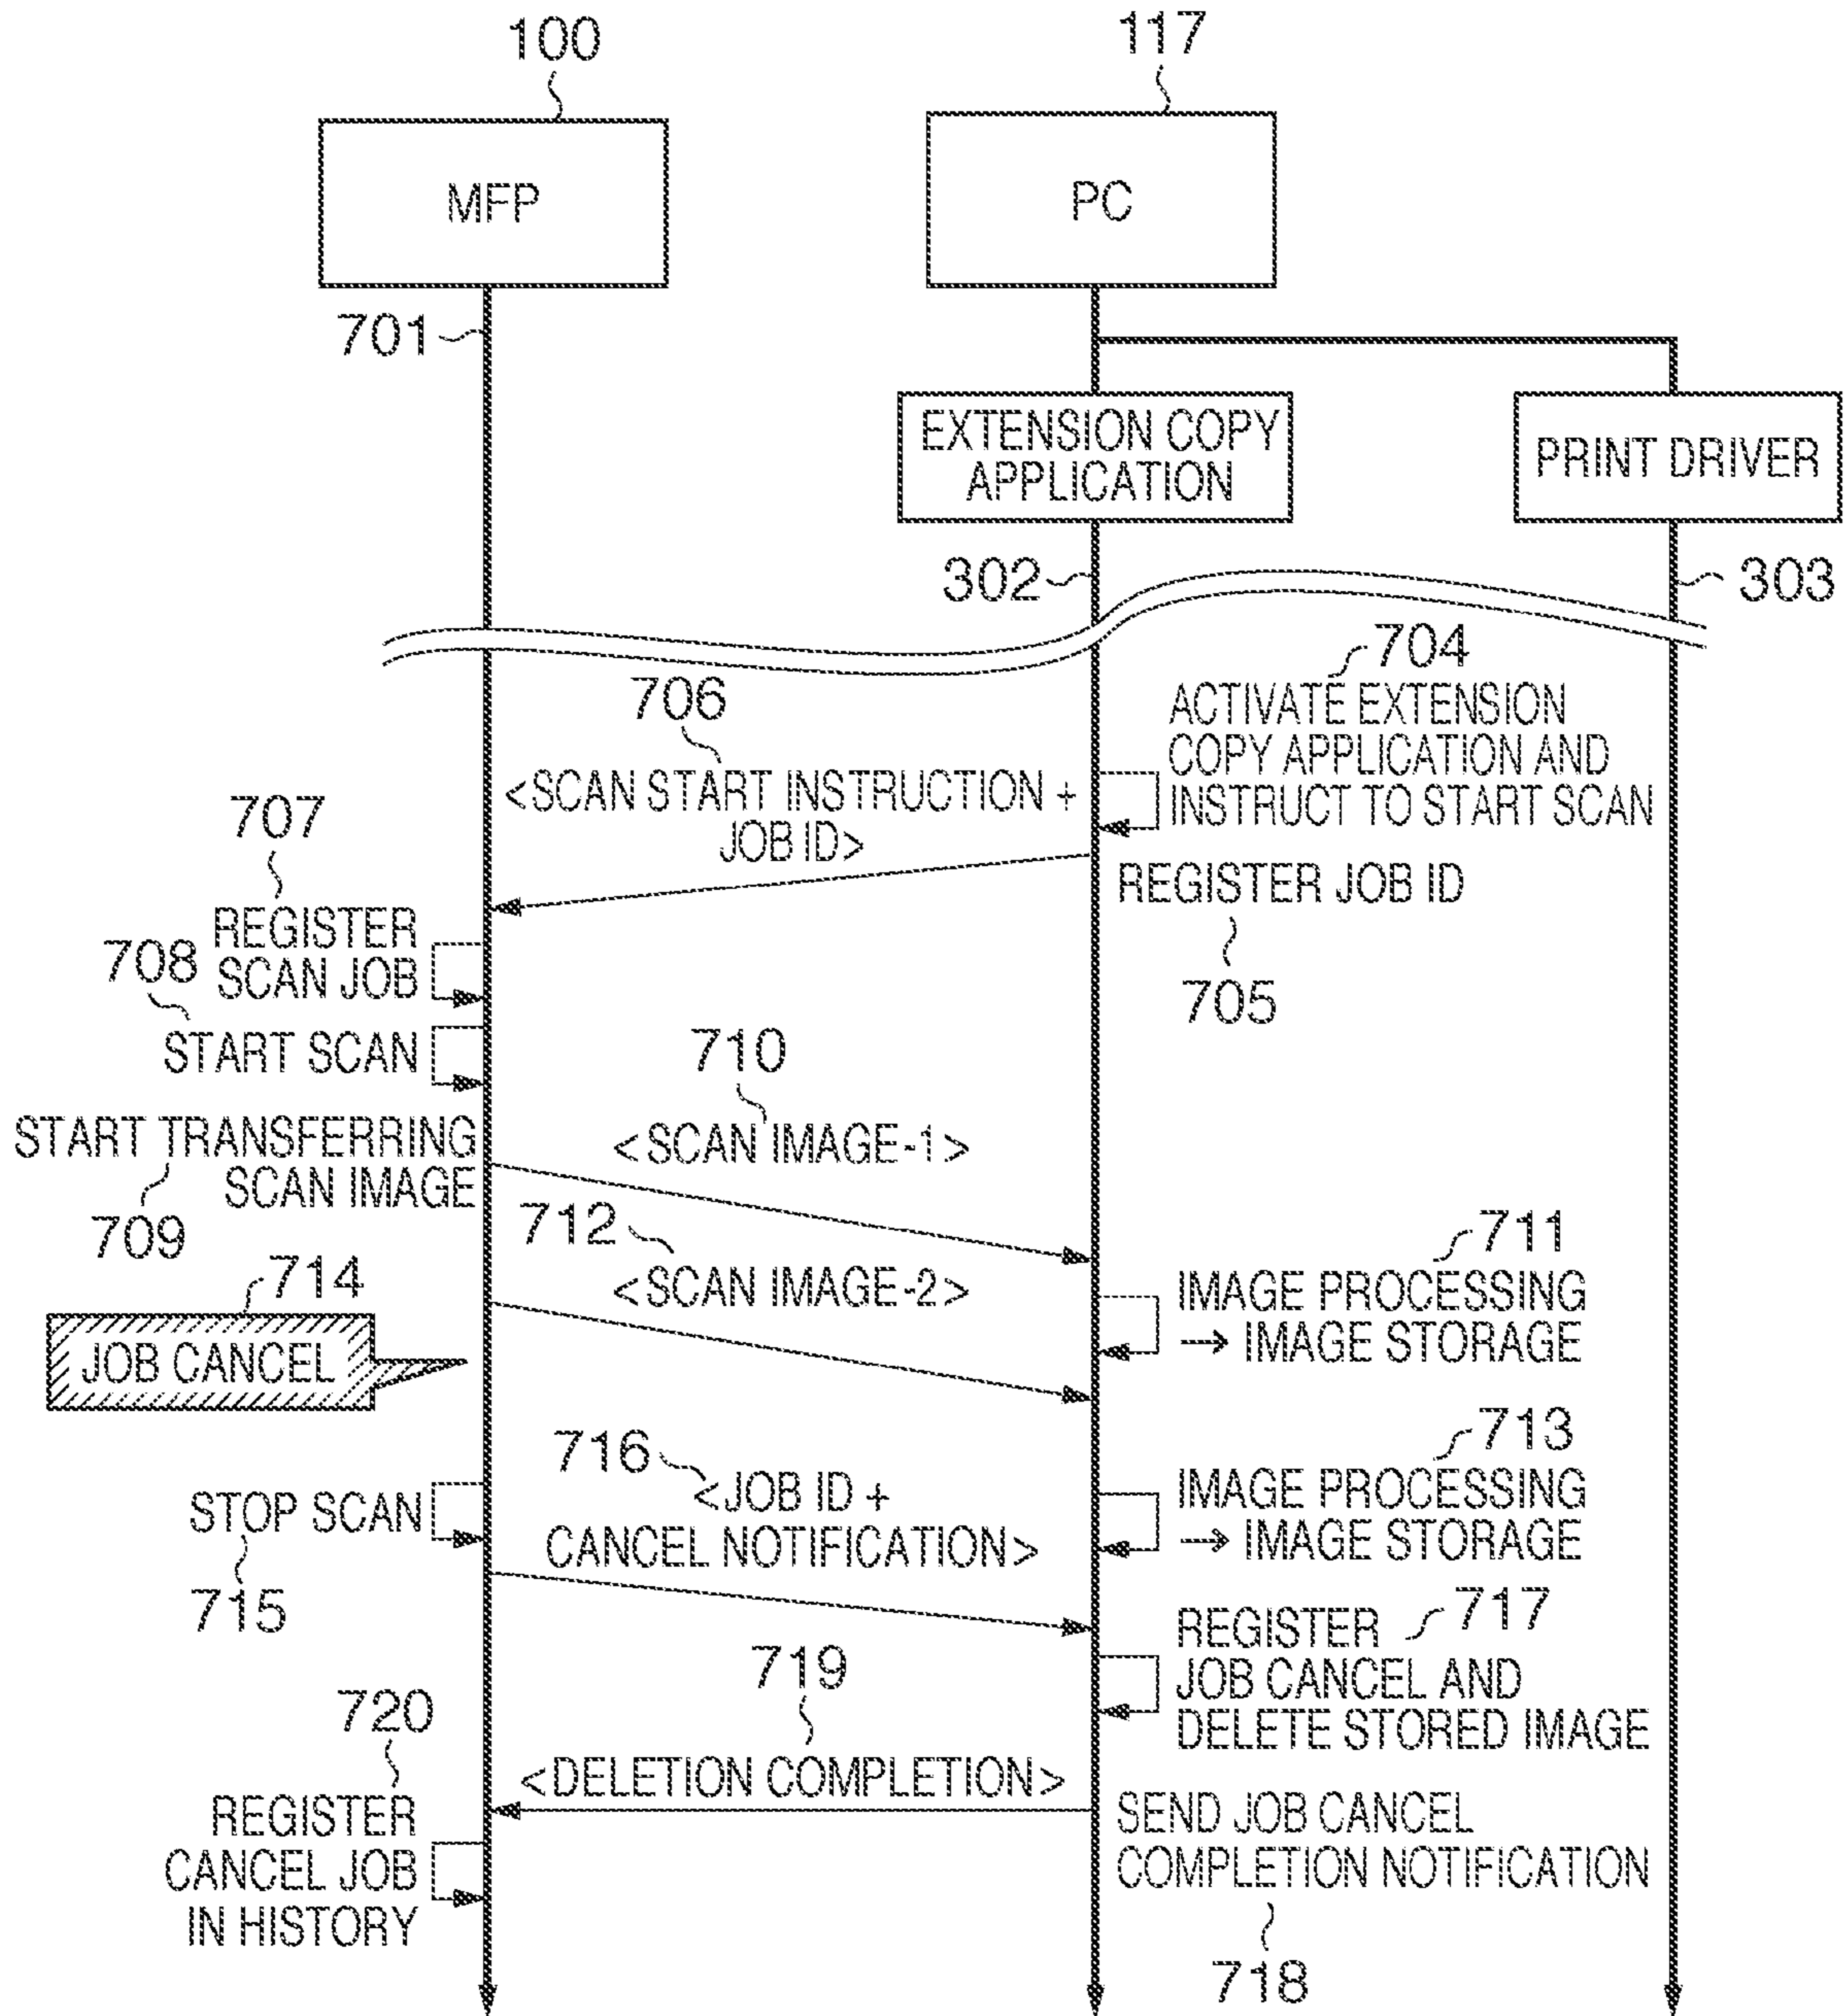 100
117
MFP
PC
701
EXTENSION COPY
APPLICATION
PRINT DRIVER
302
303
704
ACTIVATE EXTENSION
COPY APPLICATION AND
INSTRUCT TO START SCAN
706
<SCAN START INSTRUCTION +
JOB ID>
REGISTER JOB ID
705
707
REGISTER
SCAN JOB
708
START SCAN
710
<SCAN IMAGE-1>
START TRANSFERRING
SCAN IMAGE
709
712
<SCAN IMAGE-2>
711
IMAGE PROCESSING
→ IMAGE STORAGE
714
JOB CANCEL
713
IMAGE PROCESSING
→ IMAGE STORAGE
STOP SCAN
715
716
<JOB ID +
CANCEL NOTIFICATION>
REGISTER 717
JOB CANCEL AND
DELETE STORED IMAGE
719
<DELETION COMPLETION>
720
REGISTER
CANCEL JOB
IN HISTORY
SEND JOB CANCEL
COMPLETION NOTIFICATION
718